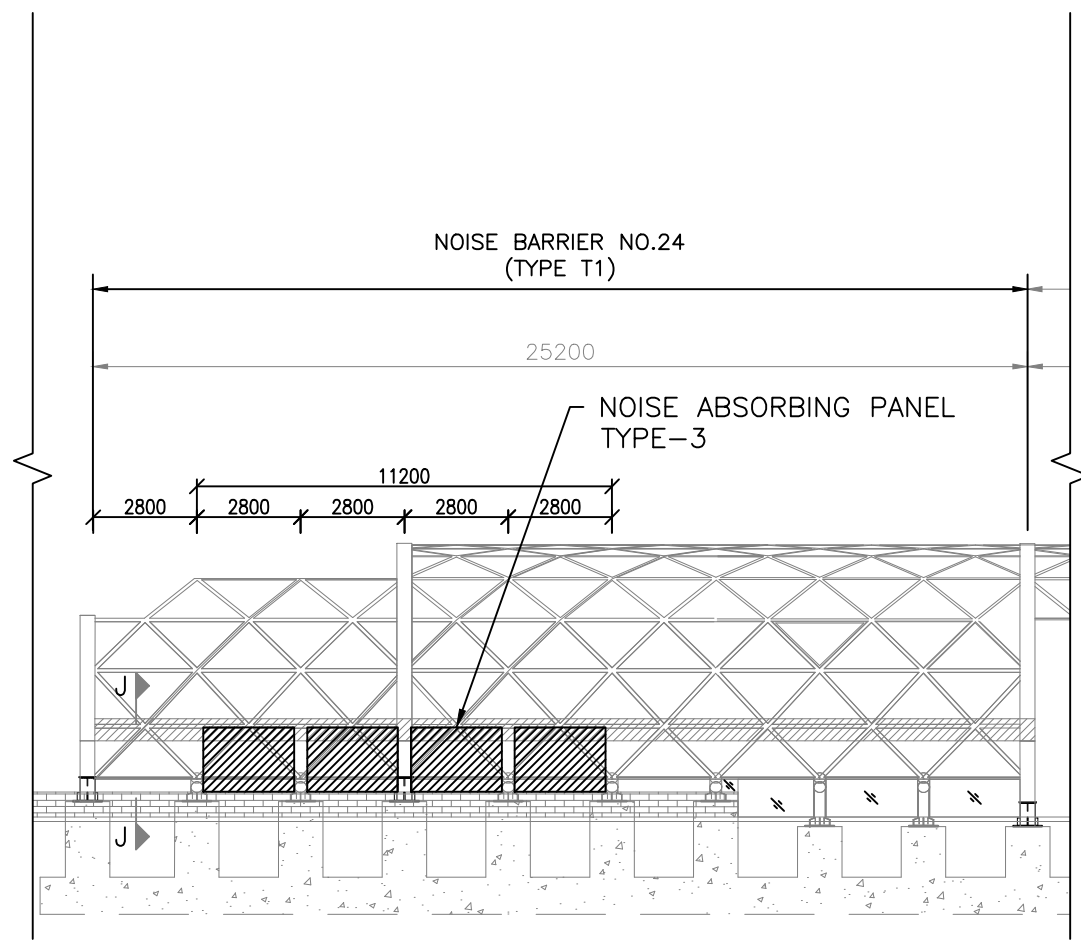 NOISE BARRIER NO.24
(TYPE T1)
25200
NOISE ABSORBING PANEL
TYPE-3
11200
2800 2800 2800 2800 2800
J
J